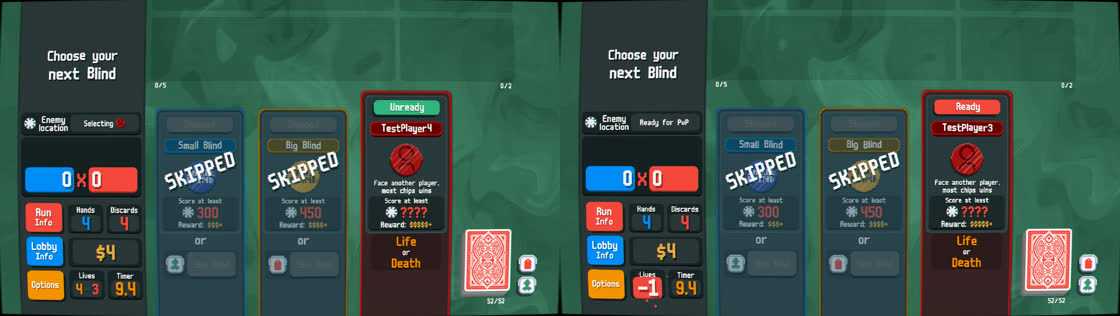 Choose your
next Blind
Enemy
location
Selecting
0 X 0
Run
Info
Hands
4
Discards
4
Lobby
Info
$4
Options
Lives
4 3
Timer
9.4
0/5
Small Blind
SKIPPED
Score at least
300
Reward: $$$+
or
Big Blind
SKIPPED
Score at least
450
Reward: $$$$+
or
Unready
TestPlayer4
Face another player,
most chips wins
Score at least
????
Reward: $$$$$+
Life
or
Death
0/2
52/52
Choose your
next Blind
Enemy
location
Ready for PvP
0 X 0
Run
Info
Hands
4
Discards
4
Lobby
Info
$4
Options
Lives
-1
Timer
9.4
0/5
Small Blind
SKIPPED
Score at least
300
Reward: $$$+
or
Big Blind
SKIPPED
Score at least
450
Reward: $$$$+
or
Ready
TestPlayer3
Face another player,
most chips wins
Score at least
????
Reward: $$$$$+
Life
or
Death
0/2
52/52